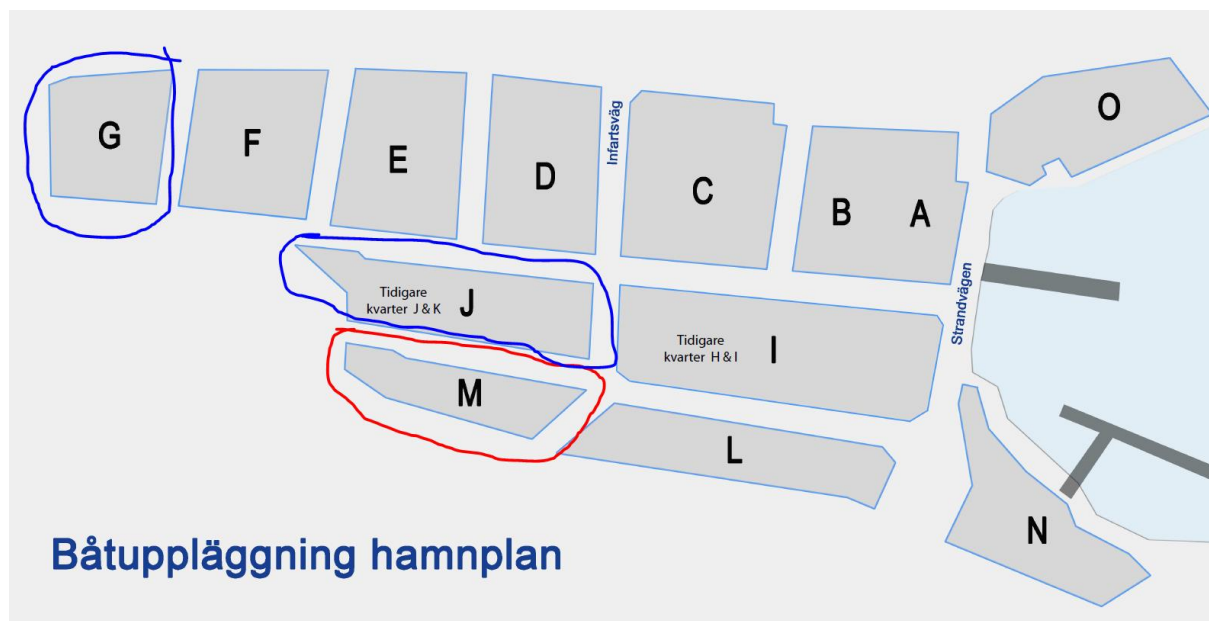 G
F
E
D
Infartsväg
C
B
A
O
Tidigare
kvarter J & K
J
Tidigare
kvarter H & I
I
Strandvägen
M
L
N
Båtuppläggning hamnplan